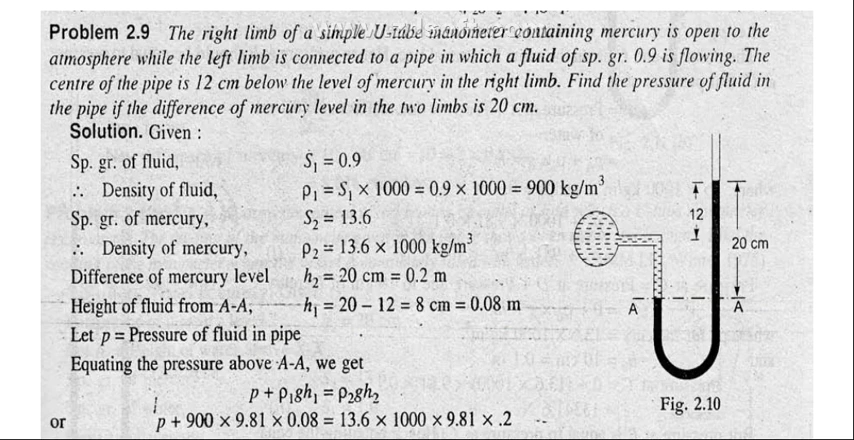 Problem 2.9 The right limb of a simple U-tube manometer containing mercury is open to the
atmosphere while the left limb is connected to a pipe in which a fluid of sp. gr. 0.9 is flowing. The
centre of the pipe is 12 cm below the level of mercury in the right limb. Find the pressure of fluid in
the pipe if the difference of mercury level in the two limbs is 20 cm.
Solution. Given :
Sp. gr. of fluid, S₁ = 0.9
∴ Density of fluid, ρ₁ = S₁ × 1000 = 0.9 × 1000 = 900 kg/m³
Sp. gr. of mercury, S₂ = 13.6
∴ Density of mercury, ρ₂ = 13.6 × 1000 kg/m³
Difference of mercury level h₂ = 20 cm = 0.2 m
Height of fluid from A-A, h₁ = 20 – 12 = 8 cm = 0.08 m
Let p = Pressure of fluid in pipe
Equating the pressure above A-A, we get
p + ρ₁gh₁ = ρ₂gh₂
or p + 900 × 9.81 × 0.08 = 13.6 × 1000 × 9.81 × .2
12
20 cm
A A
Fig. 2.10